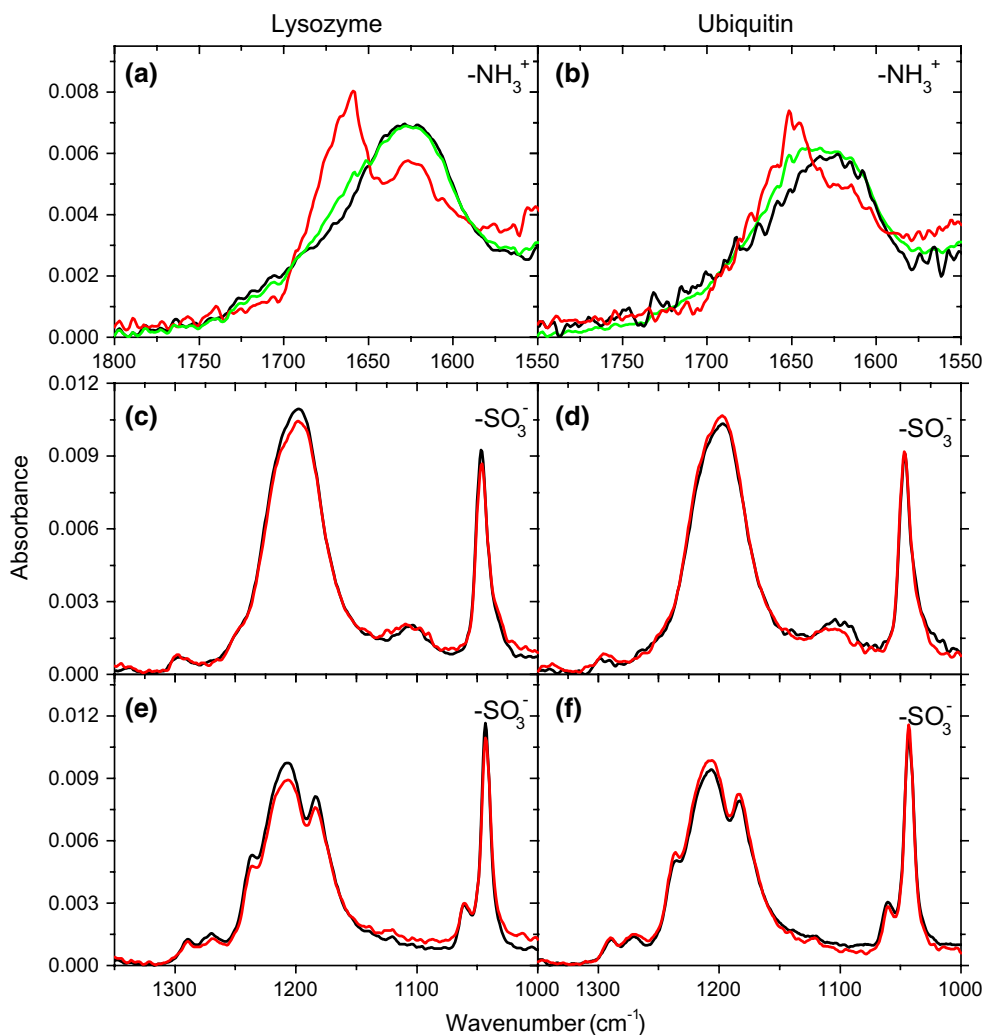 Lysozyme Ubiquitin
(a) -NH₃⁺ (b) -NH₃⁺
0.008
0.006
0.004
0.002
0.000
1800 1750 1700 1650 1600 1550 1750 1700 1650 1600 1550
0.012 (c) -SO₃⁻ (d) -SO₃⁻
0.009
0.006
0.003
0.000
Absorbance
(e) -SO₃⁻ (f) -SO₃⁻
0.012
0.009
0.006
0.003
0.000
1300 1200 1100 1000 1300 1200 1100 1000
Wavenumber (cm⁻¹)